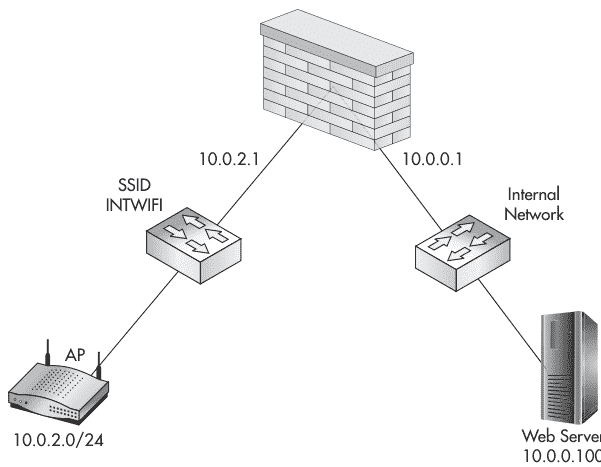 10.0.2.1
10.0.0.1
SSID
INTWIFI
Internal
Network
AP
10.0.2.0/24
Web Server
10.0.0.100